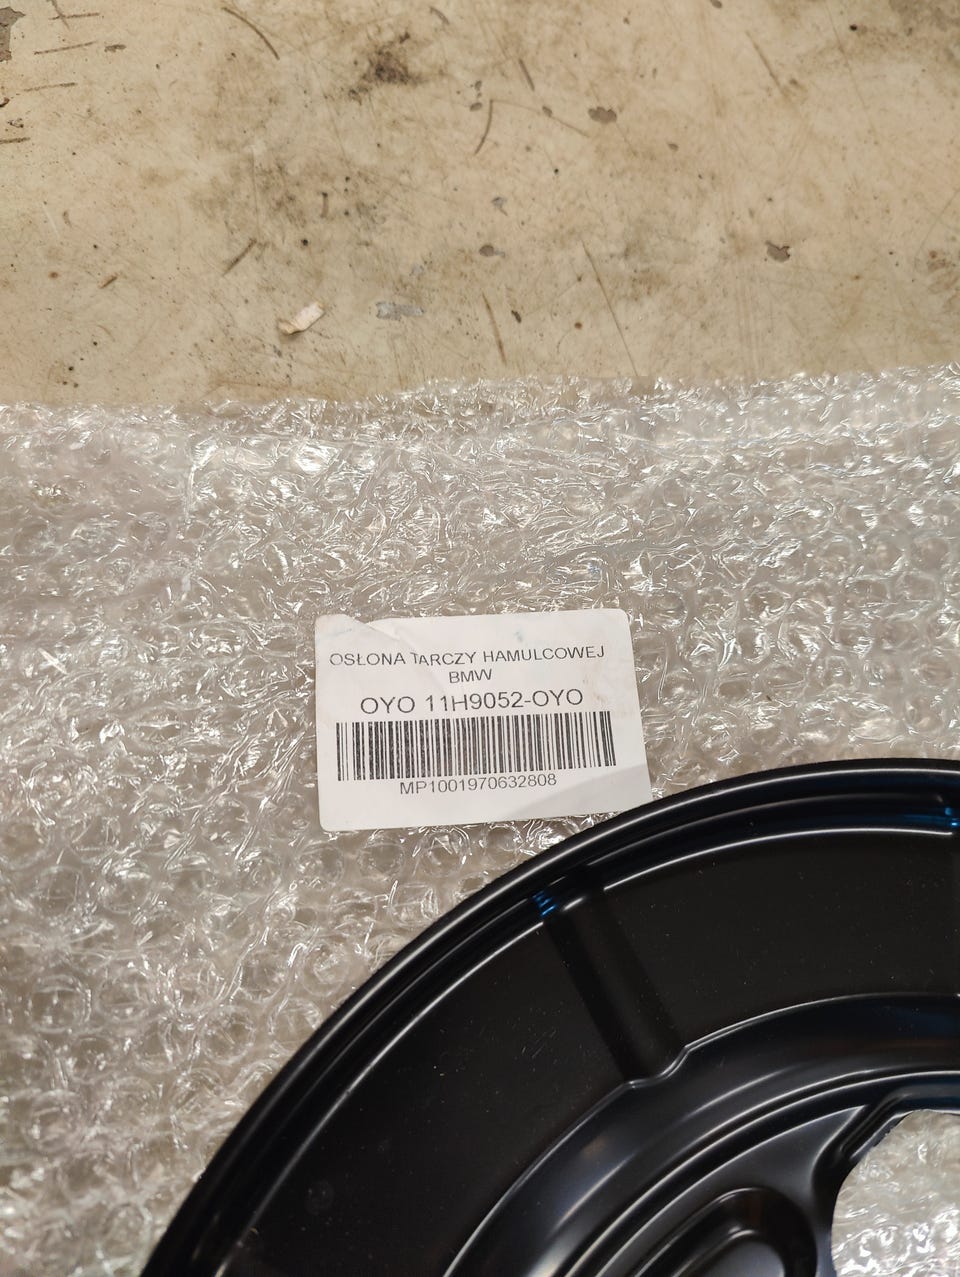 OSŁONA TARCZY HAMULCOWEJ
BMW
OYO 11H9052-OYO
MP1001970632808